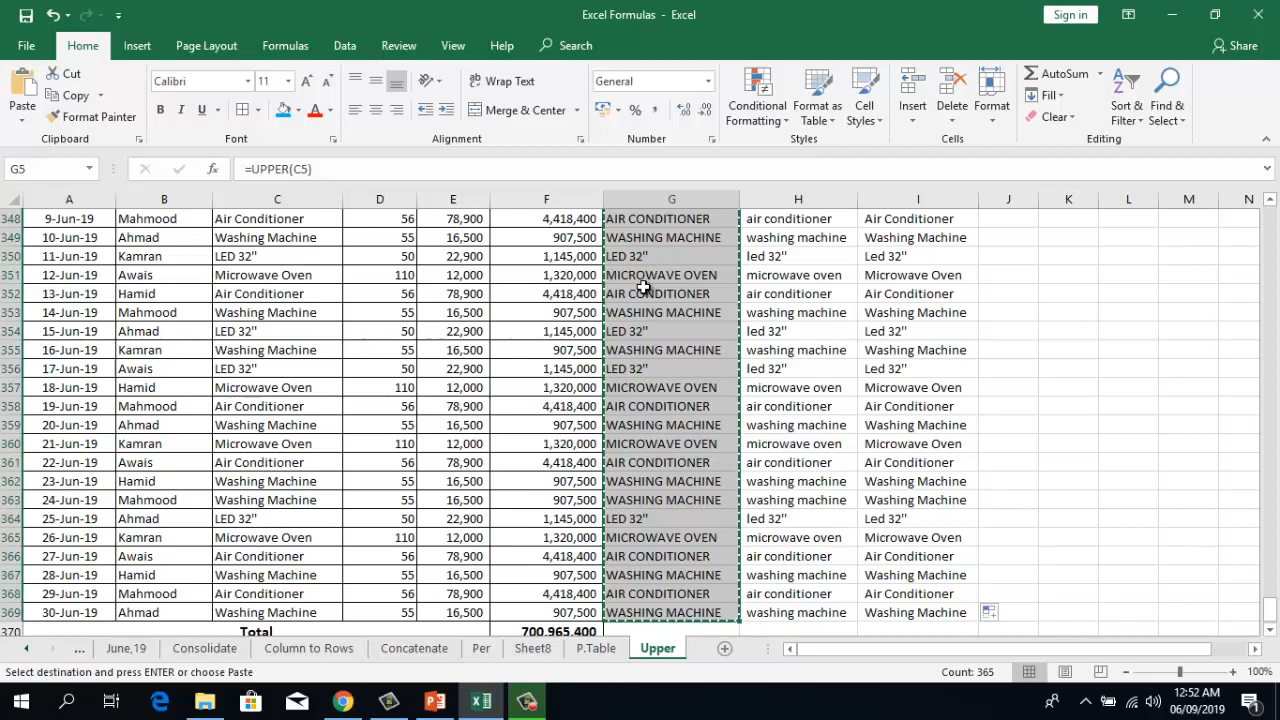 Excel Formulas - Excel
Sign in
File Home Insert Page Layout Formulas Data Review View Help Search Share
Paste
Cut
Copy
Format Painter
Clipboard
Calibri 11 A A
B I U A
Font
Wrap Text
Merge & Center
Alignment
General
% ,
Number
Conditional Formatting
Format as Table
Cell Styles
Styles
Insert Delete Format
Cells
AutoSum
Fill
Clear
Sort & Filter
Find & Select
Editing
G5 fx =UPPER(C5)
A B C D E F G H I J K L M N
348 9-Jun-19 Mahmood Air Conditioner 56 78,900 4,418,400 AIR CONDITIONER air conditioner Air Conditioner
349 10-Jun-19 Ahmad Washing Machine 55 16,500 907,500 WASHING MACHINE washing machine Washing Machine
350 11-Jun-19 Kamran LED 32" 50 22,900 1,145,000 LED 32" led 32" Led 32"
351 12-Jun-19 Awais Microwave Oven 110 12,000 1,320,000 MICROWAVE OVEN microwave oven Microwave Oven
352 13-Jun-19 Hamid Air Conditioner 56 78,900 4,418,400 AIR CONDITIONER air conditioner Air Conditioner
353 14-Jun-19 Mahmood Washing Machine 55 16,500 907,500 WASHING MACHINE washing machine Washing Machine
354 15-Jun-19 Ahmad LED 32" 50 22,900 1,145,000 LED 32" led 32" Led 32"
355 16-Jun-19 Kamran Washing Machine 55 16,500 907,500 WASHING MACHINE washing machine Washing Machine
356 17-Jun-19 Awais LED 32" 50 22,900 1,145,000 LED 32" led 32" Led 32"
357 18-Jun-19 Hamid Microwave Oven 110 12,000 1,320,000 MICROWAVE OVEN microwave oven Microwave Oven
358 19-Jun-19 Mahmood Air Conditioner 56 78,900 4,418,400 AIR CONDITIONER air conditioner Air Conditioner
359 20-Jun-19 Ahmad Washing Machine 55 16,500 907,500 WASHING MACHINE washing machine Washing Machine
360 21-Jun-19 Kamran Microwave Oven 110 12,000 1,320,000 MICROWAVE OVEN microwave oven Microwave Oven
361 22-Jun-19 Awais Air Conditioner 56 78,900 4,418,400 AIR CONDITIONER air conditioner Air Conditioner
362 23-Jun-19 Hamid Washing Machine 55 16,500 907,500 WASHING MACHINE washing machine Washing Machine
363 24-Jun-19 Mahmood Washing Machine 55 16,500 907,500 WASHING MACHINE washing machine Washing Machine
364 25-Jun-19 Ahmad LED 32" 50 22,900 1,145,000 LED 32" led 32" Led 32"
365 26-Jun-19 Kamran Microwave Oven 110 12,000 1,320,000 MICROWAVE OVEN microwave oven Microwave Oven
366 27-Jun-19 Awais Air Conditioner 56 78,900 4,418,400 AIR CONDITIONER air conditioner Air Conditioner
367 28-Jun-19 Hamid Washing Machine 55 16,500 907,500 WASHING MACHINE washing machine Washing Machine
368 29-Jun-19 Mahmood Air Conditioner 56 78,900 4,418,400 AIR CONDITIONER air conditioner Air Conditioner
369 30-Jun-19 Ahmad Washing Machine 55 16,500 907,500 WASHING MACHINE washing machine Washing Machine
370 Total 700,965,400
... June,19 Consolidate Column to Rows Concatenate Per Sheet8 P.Table Upper
Select destination and press ENTER or choose Paste Count: 365 100%
12:52 AM
06/09/2019